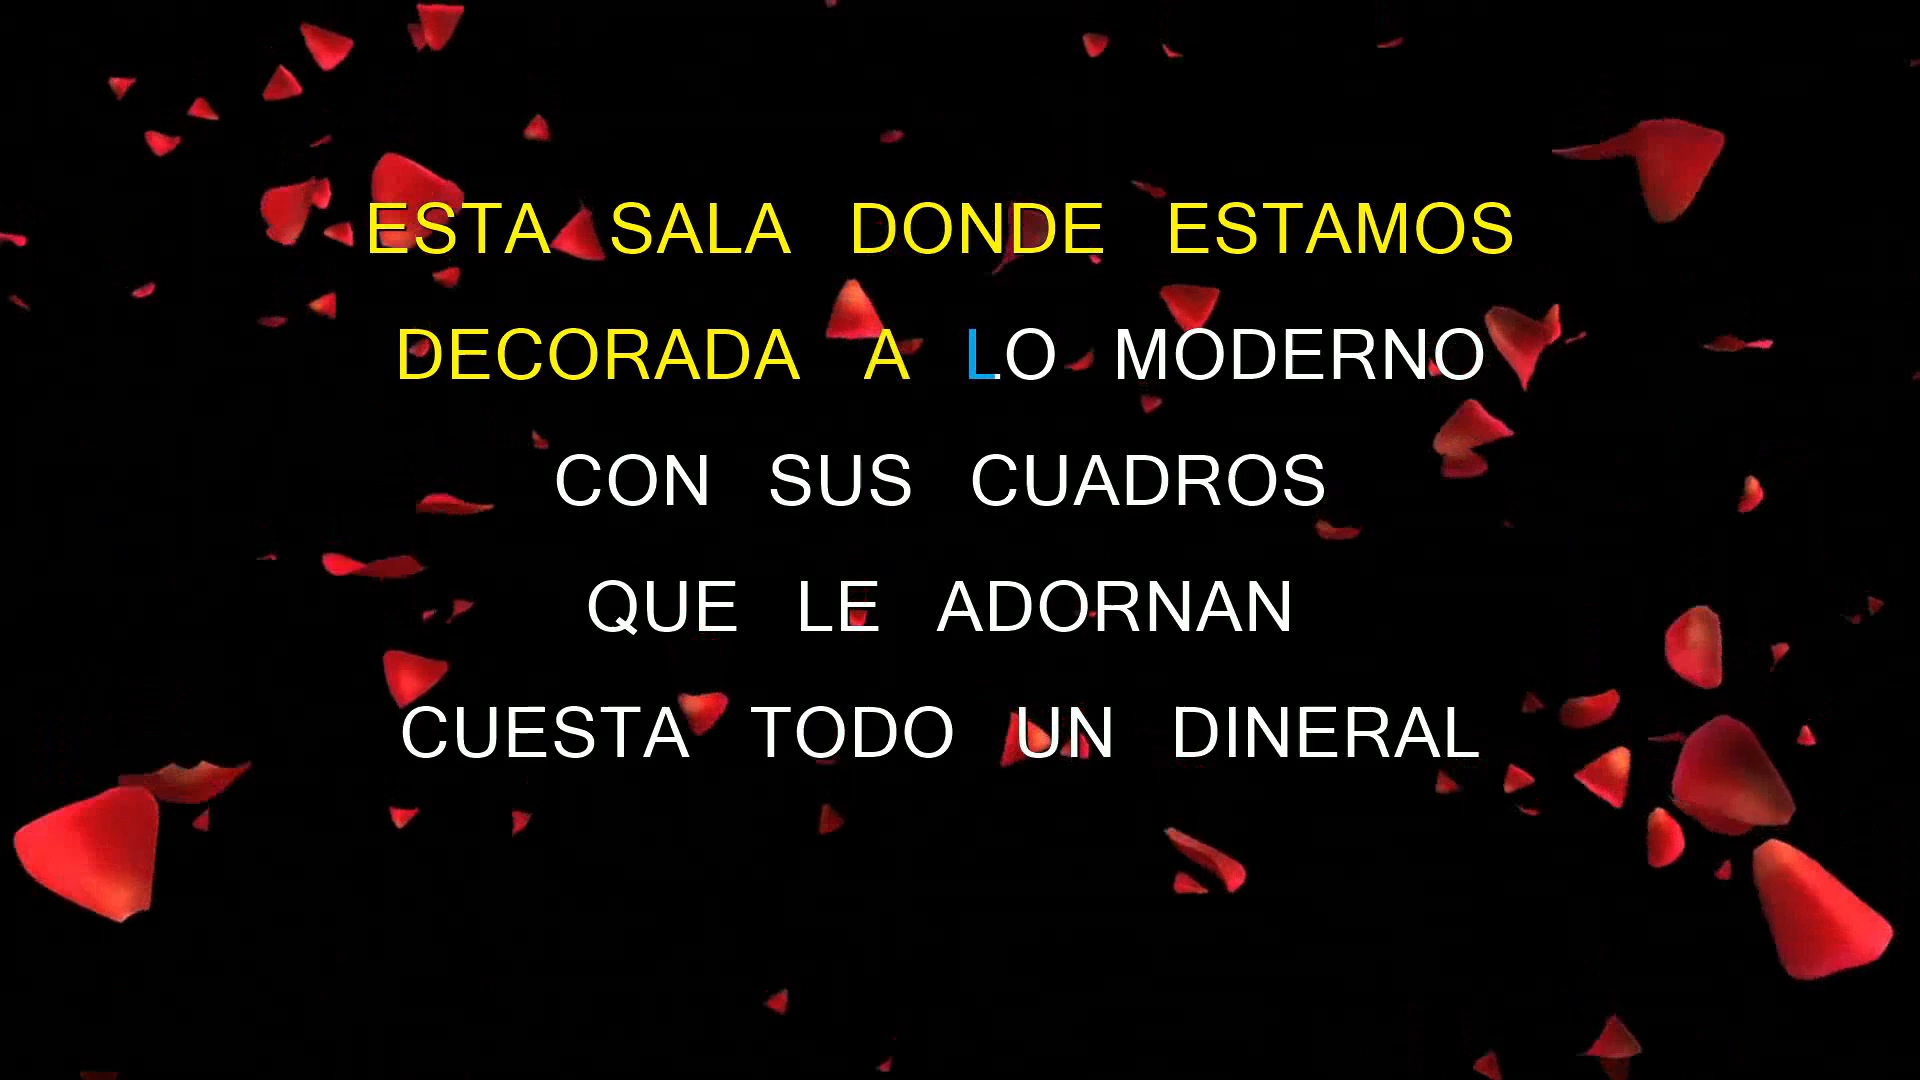 ESTA SALA DONDE ESTAMOS
DECORADA A LO MODERNO
CON SUS CUADROS
QUE LE ADORNAN
CUESTA TODO UN DINERAL